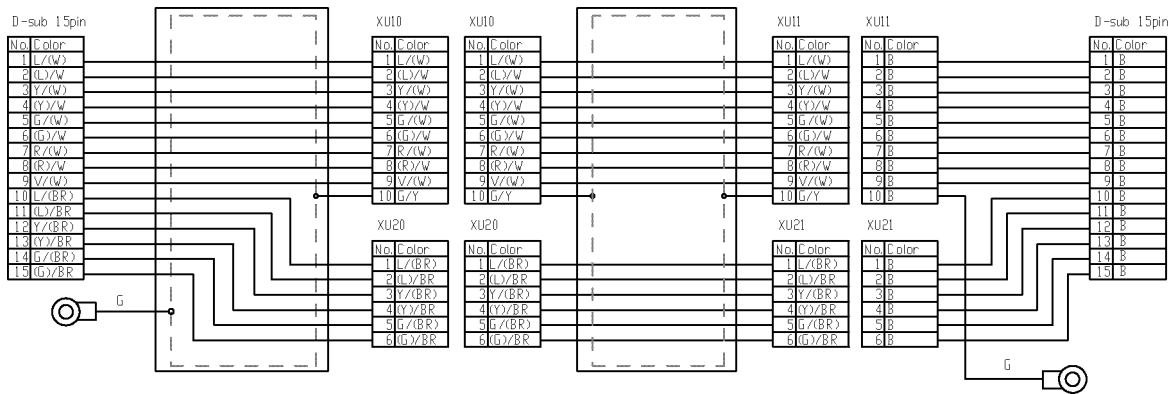 D-sub 15pin
No. Color
1 L/(W)
2 (L)/W
3 Y/(W)
4 (Y)/W
5 G/(W)
6 (G)/W
7 R/(W)
8 (R)/W
9 V/(W)
10 L/(BR)
11 (L)/BR
12 Y/(BR)
13 (Y)/BR
14 G/(BR)
15 (G)/BR
G
XU10
No. Color
1 L/(W)
2 (L)/W
3 Y/(W)
4 (Y)/W
5 G/(W)
6 (G)/W
7 R/(W)
8 (R)/W
9 V/(W)
10 G/Y
XU20
No. Color
1 L/(BR)
2 (L)/BR
3 Y/(BR)
4 (Y)/BR
5 G/(BR)
6 (G)/BR
XU10
No. Color
1 L/(W)
2 (L)/W
3 Y/(W)
4 (Y)/W
5 G/(W)
6 (G)/W
7 R/(W)
8 (R)/W
9 V/(W)
10 G/Y
XU20
No. Color
1 L/(BR)
2 (L)/BR
3 Y/(BR)
4 (Y)/BR
5 G/(BR)
6 (G)/BR
XU11
No. Color
1 L/(W)
2 (L)/W
3 Y/(W)
4 (Y)/W
5 G/(W)
6 (G)/W
7 R/(W)
8 (R)/W
9 V/(W)
10 G/Y
XU21
No. Color
1 L/(BR)
2 (L)/BR
3 Y/(BR)
4 (Y)/BR
5 G/(BR)
6 (G)/BR
XU11
No. Color
1 B
2 B
3 B
4 B
5 B
6 B
7 B
8 B
9 B
10 B
XU21
No. Color
1 B
2 B
3 B
4 B
5 B
6 B
G
D-sub 15pin
No. Color
1 B
2 B
3 B
4 B
5 B
6 B
7 B
8 B
9 B
10 B
11 B
12 B
13 B
14 B
15 B